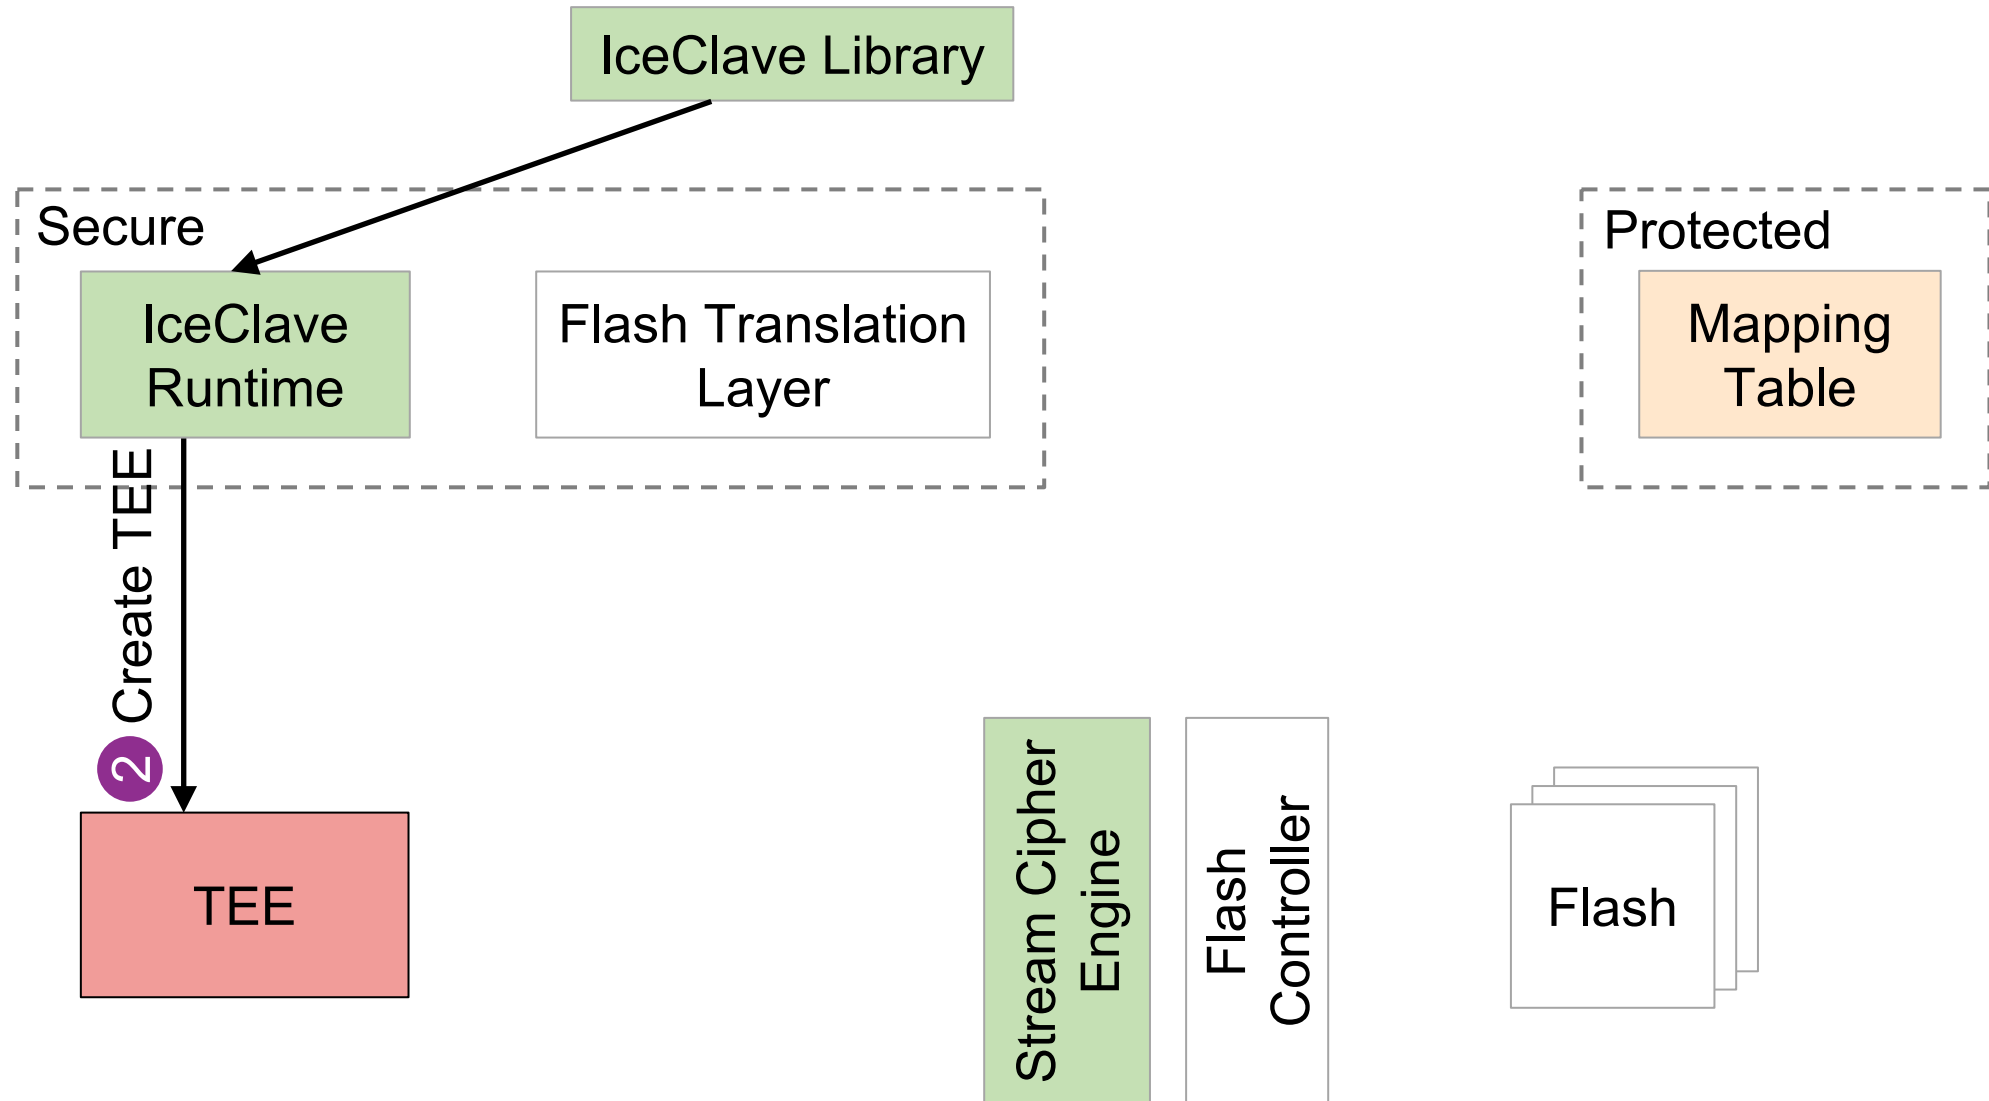 IceClave Library
Secure
Protected
IceClave
Runtime
Flash Translation
Layer
Mapping
Table
2 Create TEE
TEE
Stream Cipher
Engine
Flash
Controller
Flash